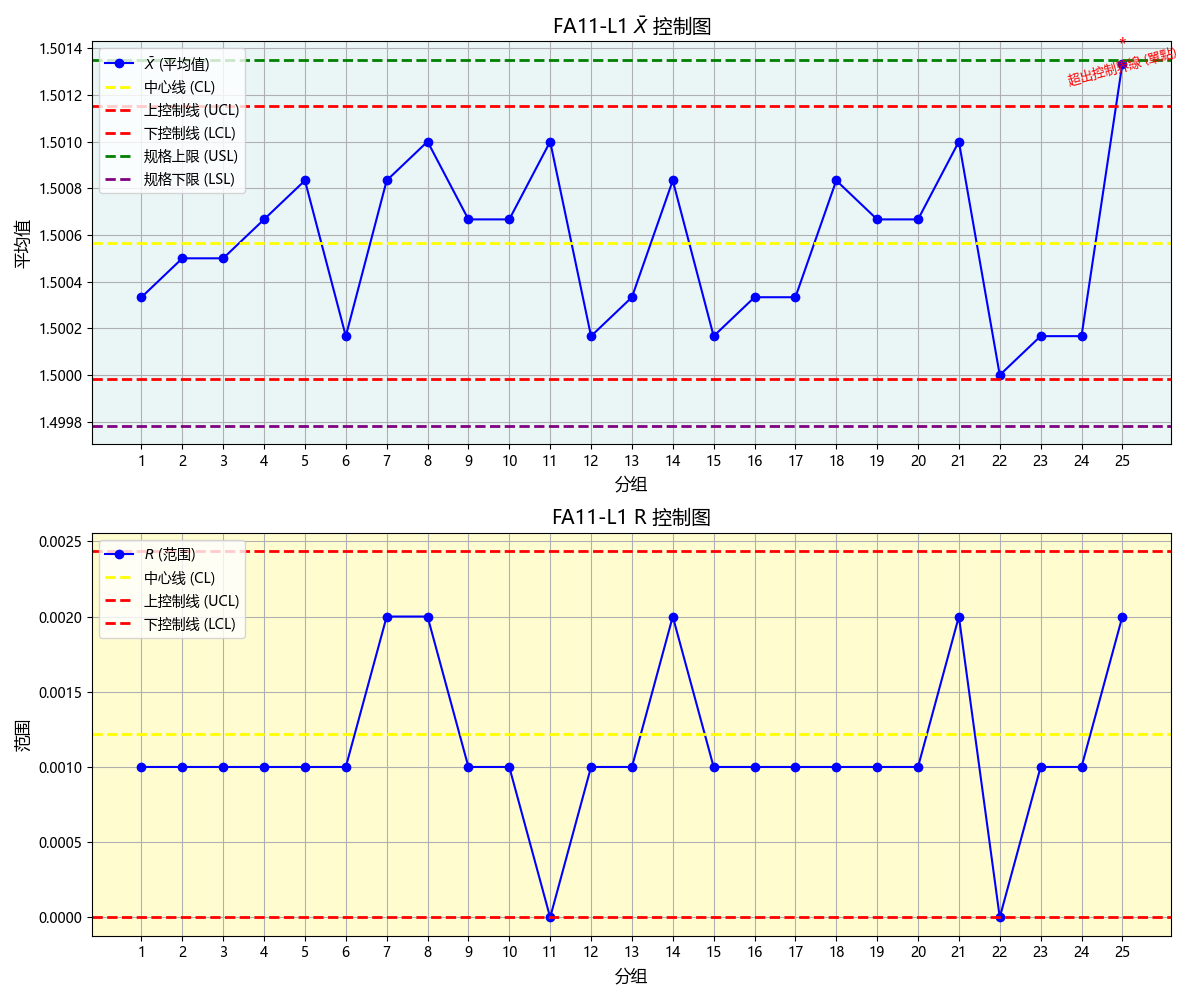 FA11-L1 X̄ 控制图
1.5014
1.5012
1.5010
1.5008
1.5006
1.5004
1.5002
1.5000
1.4998
平均值
X̄ (平均值)
中心线 (CL)
上控制线 (UCL)
下控制线 (LCL)
规格上限 (USL)
规格下限 (LSL)
*
超出控制界線 (單點)
1 2 3 4 5 6 7 8 9 10 11 12 13 14 15 16 17 18 19 20 21 22 23 24 25
分组
FA11-L1 R 控制图
0.0025
0.0020
0.0015
0.0010
0.0005
0.0000
范围
R (范围)
中心线 (CL)
上控制线 (UCL)
下控制线 (LCL)
1 2 3 4 5 6 7 8 9 10 11 12 13 14 15 16 17 18 19 20 21 22 23 24 25
分组